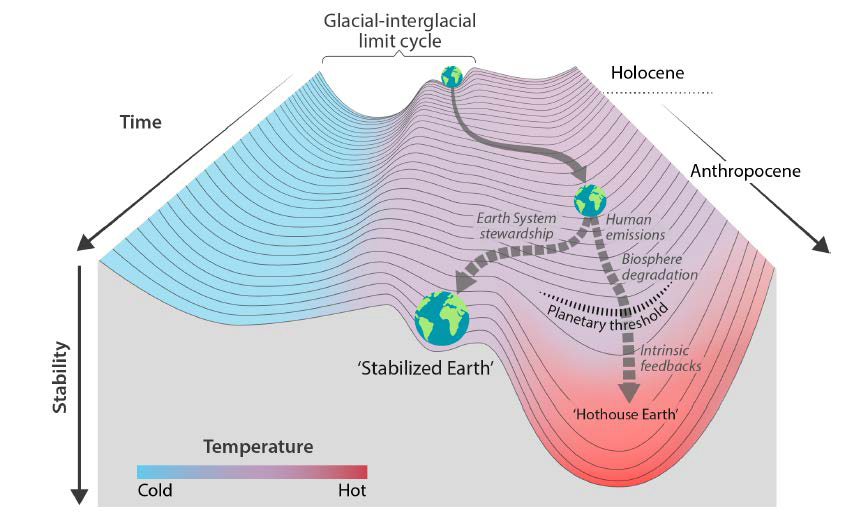 Glacial-interglacial
limit cycle
Holocene
Time
Anthropocene
Earth System
stewardship
Human
emissions
Biosphere
degradation
Planetary threshold
Stability
'Stabilized Earth'
Intrinsic
feedbacks
'Hothouse Earth'
Temperature
Cold
Hot